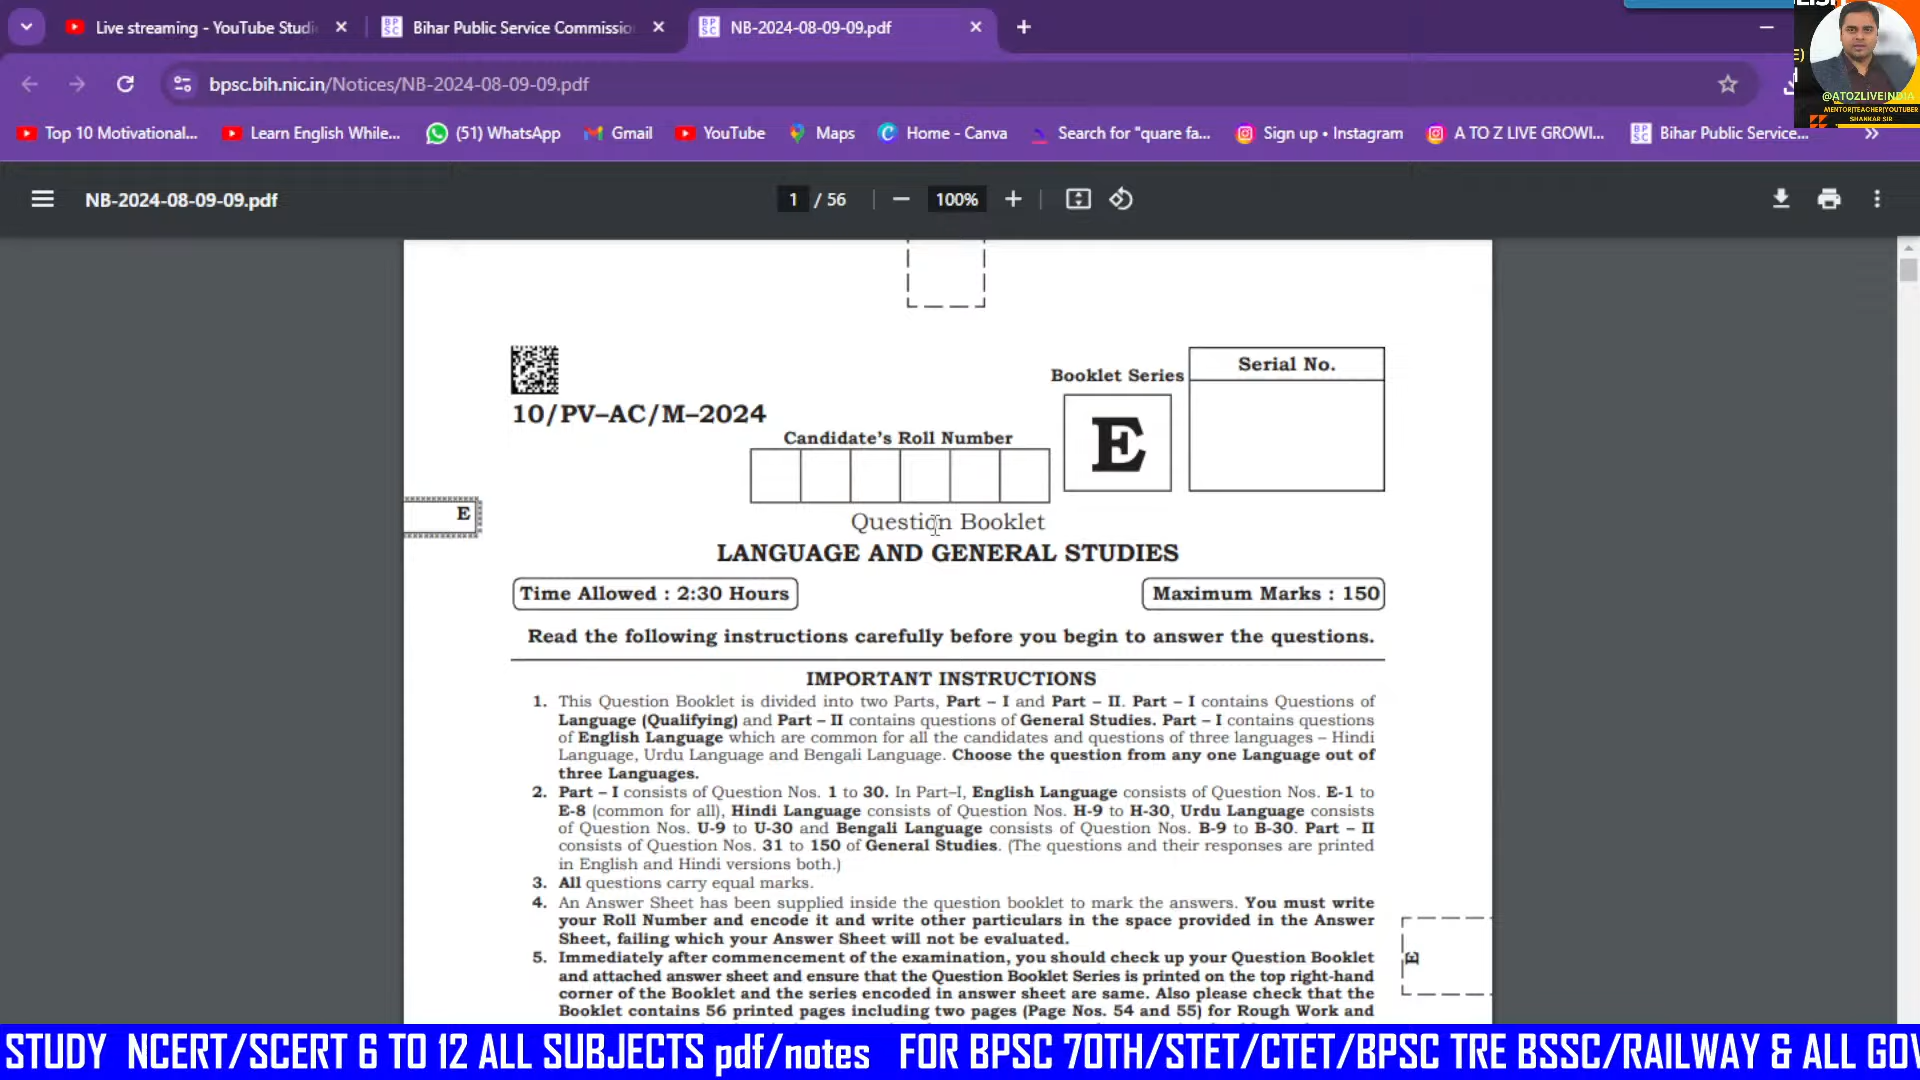 Live streaming - YouTube Studi
Bihar Public Service Commissio
NB-2024-08-09-09.pdf
bpsc.bih.nic.in/Notices/NB-2024-08-09-09.pdf
@ATOZLIVEINDIA
MENTOR|TEACHER|YOUTUBER
SHANKAR SIR
Top 10 Motivational...
Learn English While...
(51) WhatsApp
Gmail
YouTube
Maps
Home - Canva
Search for "quare fa...
Sign up • Instagram
A TO Z LIVE GROWI...
Bihar Public Service...
NB-2024-08-09-09.pdf
1 / 56
100%
10/PV–AC/M–2024
Candidate's Roll Number
Booklet Series
E
Serial No.
E
Question Booklet
LANGUAGE AND GENERAL STUDIES
Time Allowed : 2:30 Hours
Maximum Marks : 150
Read the following instructions carefully before you begin to answer the questions.
IMPORTANT INSTRUCTIONS
1. This Question Booklet is divided into two Parts, Part – I and Part – II. Part – I contains Questions of
Language (Qualifying) and Part – II contains questions of General Studies. Part – I contains questions
of English Language which are common for all the candidates and questions of three languages – Hindi
Language, Urdu Language and Bengali Language. Choose the question from any one Language out of
three Languages.
2. Part – I consists of Question Nos. 1 to 30. In Part–I, English Language consists of Question Nos. E-1 to
E-8 (common for all), Hindi Language consists of Question Nos. H-9 to H-30, Urdu Language consists
of Question Nos. U-9 to U-30 and Bengali Language consists of Question Nos. B-9 to B-30. Part – II
consists of Question Nos. 31 to 150 of General Studies. (The questions and their responses are printed
in English and Hindi versions both.)
3. All questions carry equal marks.
4. An Answer Sheet has been supplied inside the question booklet to mark the answers. You must write
your Roll Number and encode it and write other particulars in the space provided in the Answer
Sheet, failing which your Answer Sheet will not be evaluated.
5. Immediately after commencement of the examination, you should check up your Question Booklet
and attached answer sheet and ensure that the Question Booklet Series is printed on the top right-hand
corner of the Booklet and the series encoded in answer sheet are same. Also please check that the
Booklet contains 56 printed pages including two pages (Page Nos. 54 and 55) for Rough Work and
E
STUDY NCERT/SCERT 6 TO 12 ALL SUBJECTS pdf/notes FOR BPSC 70TH/STET/CTET/BPSC TRE BSSC/RAILWAY & ALL GOV